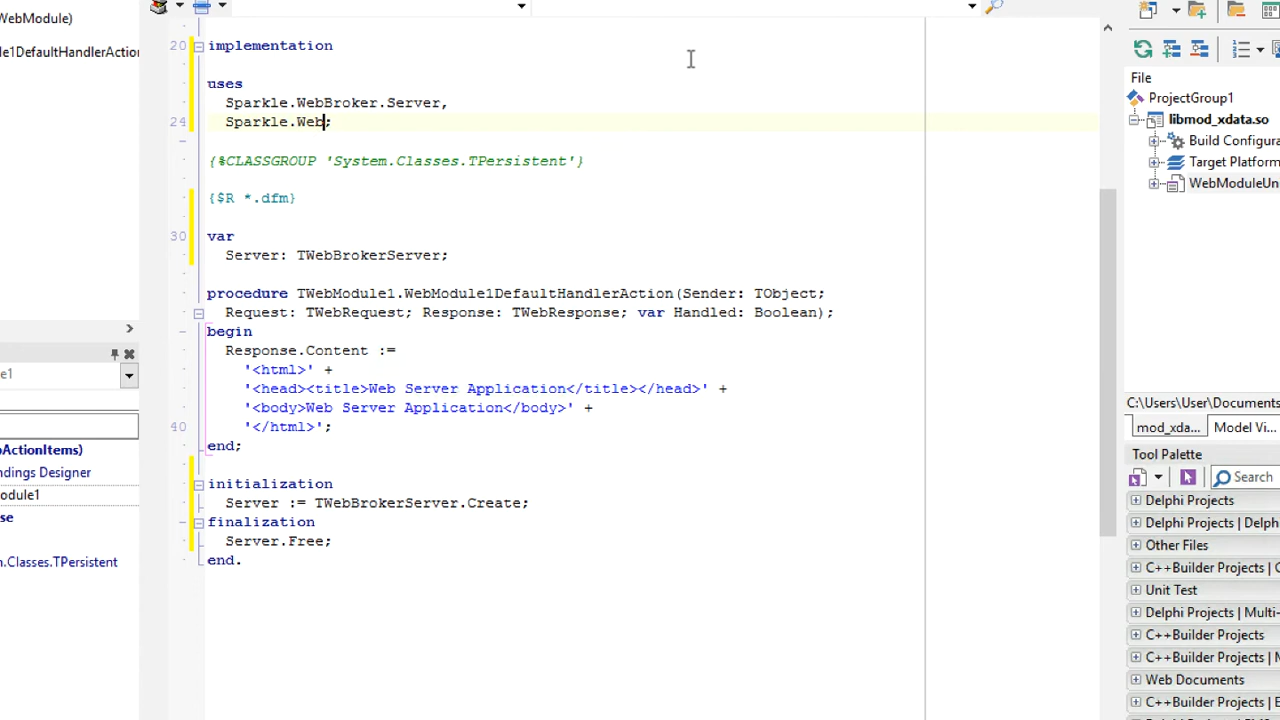 WebModule)
le1DefaultHandlerAction
20 implementation
uses
Sparkle.WebBroker.Server,
24 Sparkle.Web;
{%CLASSGROUP 'System.Classes.TPersistent'}
{$R *.dfm}
30 var
Server: TWebBrokerServer;
procedure TWebModule1.WebModule1DefaultHandlerAction(Sender: TObject;
Request: TWebRequest; Response: TWebResponse; var Handled: Boolean);
begin
Response.Content :=
'<html>' +
'<head><title>Web Server Application</title></head>' +
'<body>Web Server Application</body>' +
40 '</html>';
end;
initialization
Server := TWebBrokerServer.Create;
finalization
Server.Free;
end.
e1
ActionItems)
ndings Designer
odule1
se
n.Classes.TPersistent
File
ProjectGroup1
libmod_xdata.so
Build Configura
Target Platform
WebModuleUn
C:\Users\User\Documents
mod_xda...
Model Vi...
Tool Palette
Search
Delphi Projects
Delphi Projects | Delph
Other Files
C++Builder Projects | C
Unit Test
Delphi Projects | Multi-
C++Builder Projects
C++Builder Projects | M
Web Documents
C++Builder Projects | E